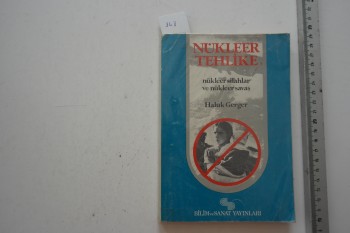 NÜKLEER
TEHLİKE
nükleer silahlar
ve nükleer savaş
Haluk Gerger
BİLİM ve SANAT YAYINLARI